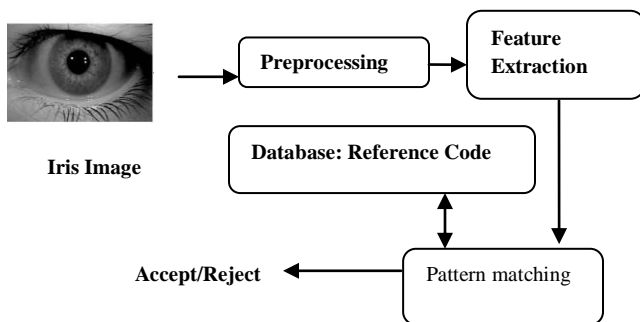 Iris Image
Preprocessing
Feature
Extraction
Database: Reference Code
Pattern matching
Accept/Reject